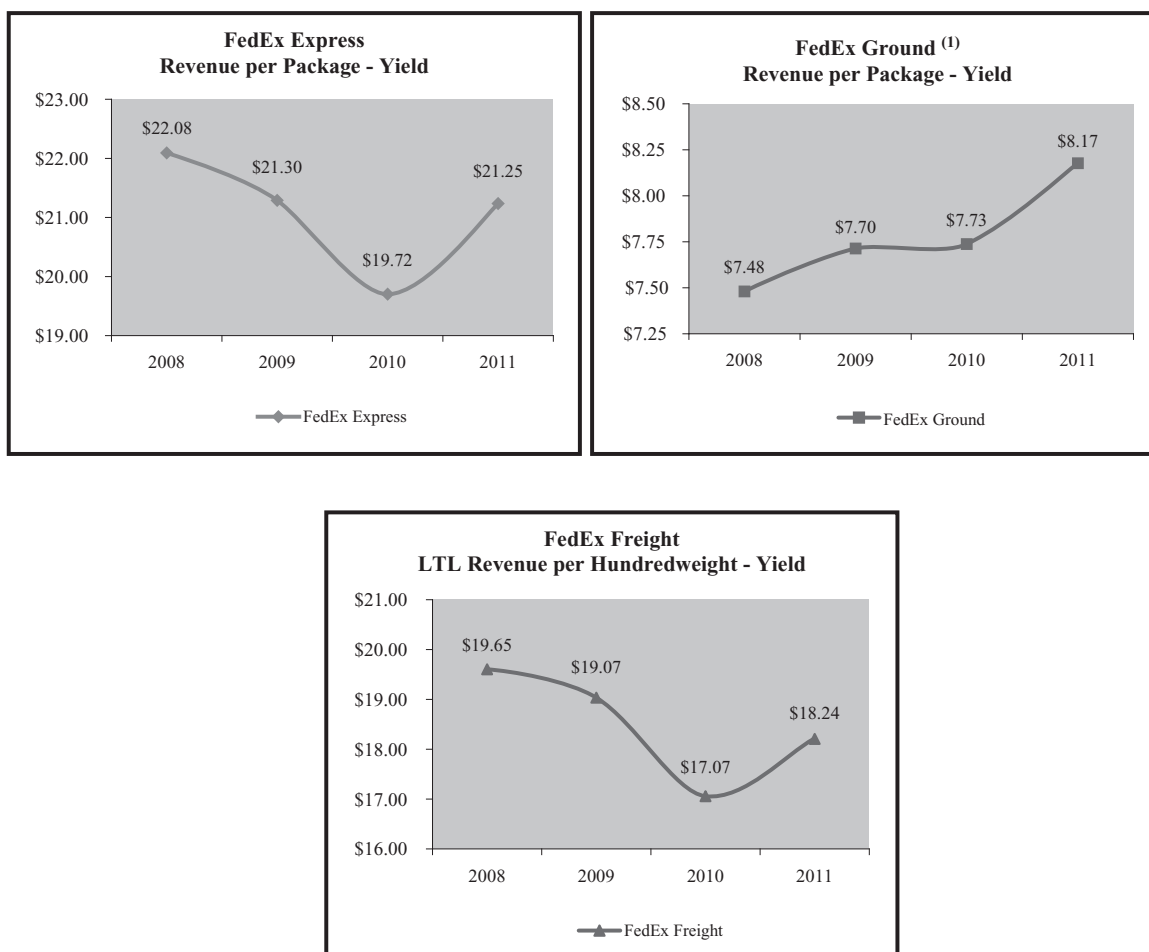 FedEx Express
Revenue per Package - Yield
$23.00
$22.00
$21.00
$20.00
$19.00
$22.08
$21.30
$19.72
$21.25
2008 2009 2010 2011
FedEx Express
FedEx Ground (1)
Revenue per Package - Yield
$8.50
$8.25
$8.00
$7.75
$7.50
$7.25
$7.48
$7.70
$7.73
$8.17
2008 2009 2010 2011
FedEx Ground
FedEx Freight
LTL Revenue per Hundredweight - Yield
$21.00
$20.00
$19.00
$18.00
$17.00
$16.00
$19.65
$19.07
$17.07
$18.24
2008 2009 2010 2011
FedEx Freight